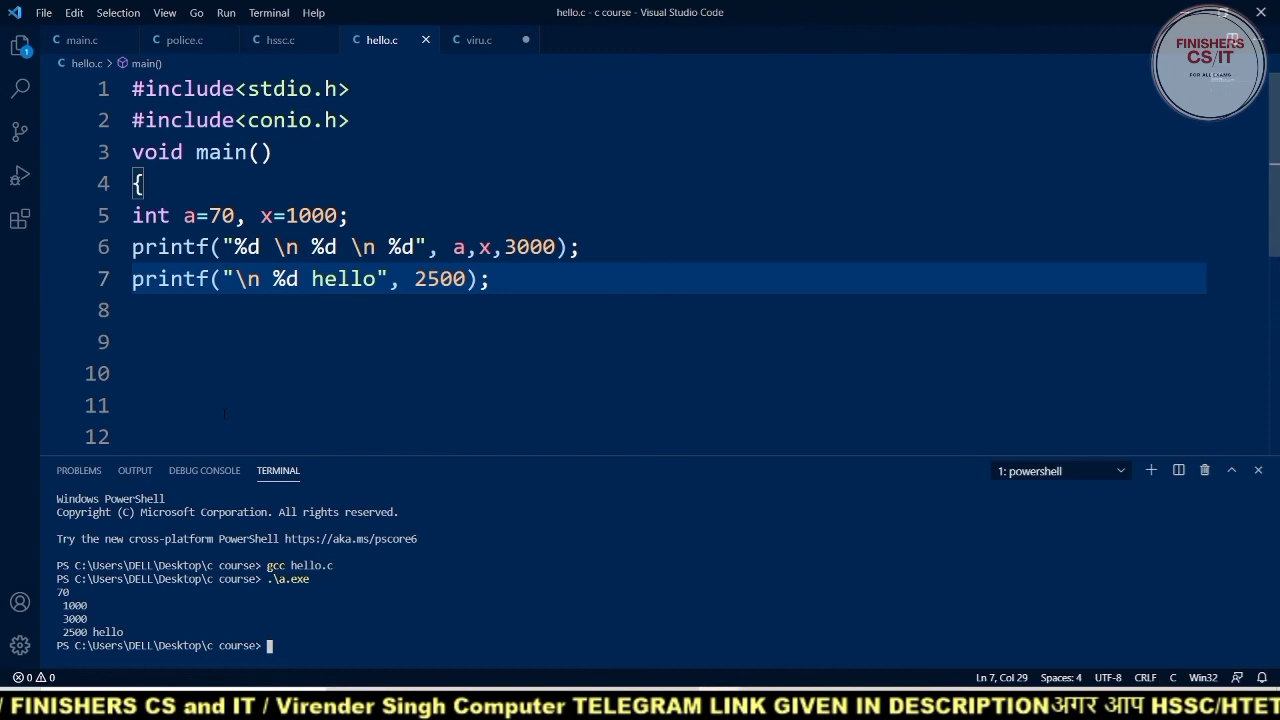 File Edit Selection View Go Run Terminal Help
hello.c - c course - Visual Studio Code
main.c police.c hssc.c hello.c viru.c
FINISHERS
CS/IT
FOR ALL EXAMS
hello.c > main()
1 #include<stdio.h>
2 #include<conio.h>
3 void main()
4 {
5 int a=70, x=1000;
6 printf("%d \n %d \n %d", a,x,3000);
7 printf("\n %d hello", 2500);
8
9
10
11
12
1
PROBLEMS OUTPUT DEBUG CONSOLE TERMINAL
1: powershell
Windows PowerShell
Copyright (C) Microsoft Corporation. All rights reserved.
Try the new cross-platform PowerShell https://aka.ms/pscore6
PS C:\Users\DELL\Desktop\c course> gcc hello.c
PS C:\Users\DELL\Desktop\c course> .\a.exe
70
1000
3000
2500 hello
PS C:\Users\DELL\Desktop\c course>
0 0
Ln 7, Col 29 Spaces: 4 UTF-8 CRLF C Win32
/ FINISHERS CS and IT / Virender Singh Computer TELEGRAM LINK GIVEN IN DESCRIPTIONअगर आप HSSC/HTET